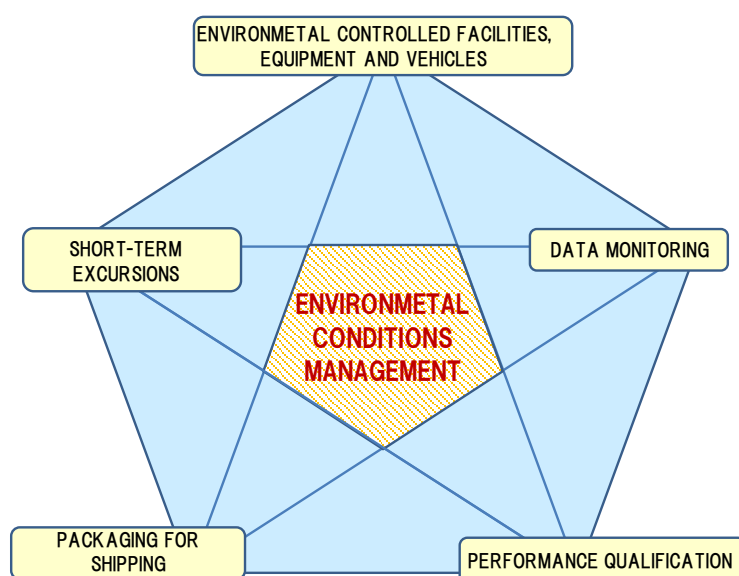 ENVIRONMETAL CONTROLLED FACILITIES,
EQUIPMENT AND VEHICLES
SHORT-TERM
EXCURSIONS
DATA MONITORING
ENVIRONMETAL
CONDITIONS
MANAGEMENT
PACKAGING FOR
SHIPPING
PERFORMANCE QUALIFICATION